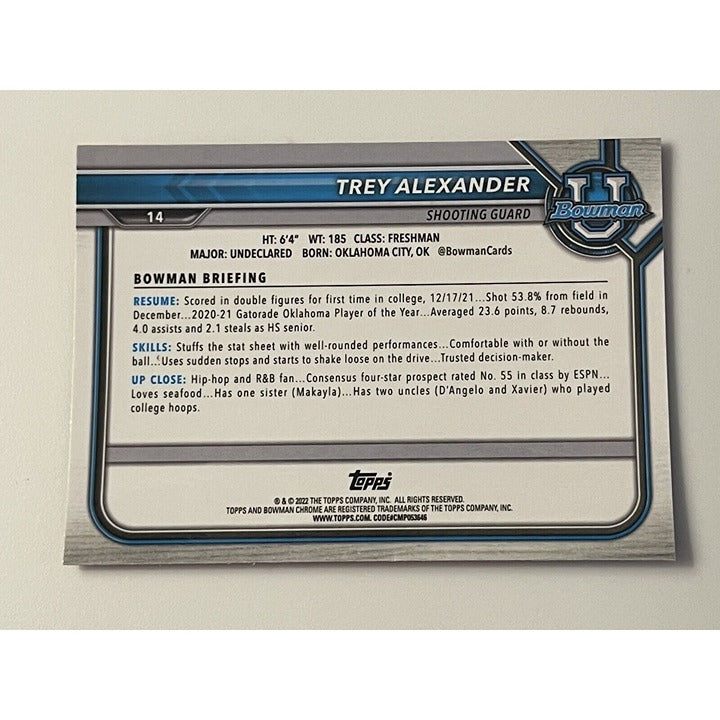 TREY ALEXANDER
U
Bowman
14
SHOOTING GUARD
HT: 6'4" WT: 185 CLASS: FRESHMAN
MAJOR: UNDECLARED BORN: OKLAHOMA CITY, OK @BowmanCards
BOWMAN BRIEFING
RESUME: Scored in double figures for first time in college, 12/17/21...Shot 53.8% from field in
December...2020-21 Gatorade Oklahoma Player of the Year...Averaged 23.6 points, 8.7 rebounds,
4.0 assists and 2.1 steals as HS senior.
SKILLS: Stuffs the stat sheet with well-rounded performances...Comfortable with or without the
ball...Uses sudden stops and starts to shake loose on the drive...Trusted decision-maker.
UP CLOSE: Hip-hop and R&B fan...Consensus four-star prospect rated No. 55 in class by ESPN...
Loves seafood...Has one sister (Makayla)...Has two uncles (D'Angelo and Xavier) who played
college hoops.
Topps
® & © 2022 THE TOPPS COMPANY, INC. ALL RIGHTS RESERVED.
TOPPS AND BOWMAN CHROME ARE REGISTERED TRADEMARKS OF THE TOPPS COMPANY, INC.
WWW.TOPPS.COM. CODE#CMP053646